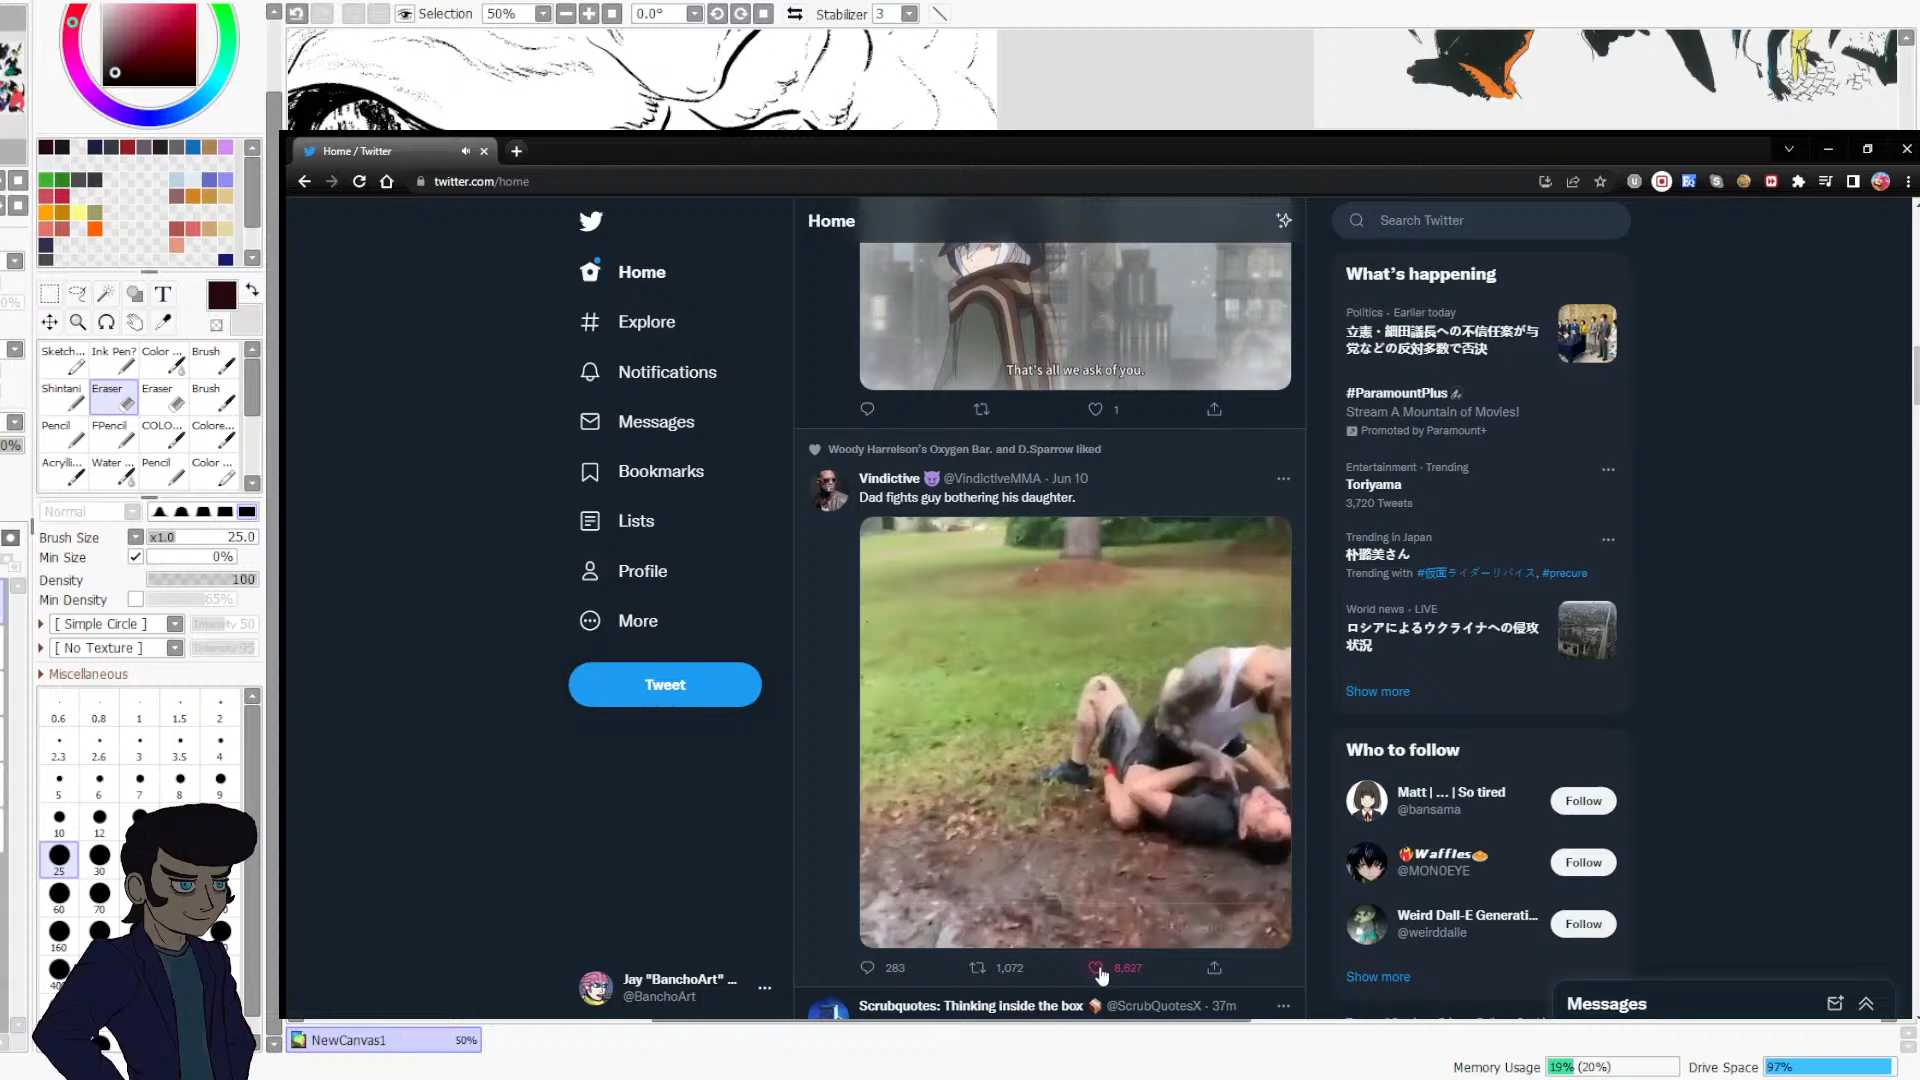 Selection
50%
0.0°
Stabilizer
3
Home / Twitter
twitter.com/home
Home
Explore
Notifications
Messages
Bookmarks
Lists
Profile
More
Tweet
Jay "BanchoArt" ...
@BanchoArt
Home
That's all we ask of you.
1
Woody Harrelson's Oxygen Bar. and D.Sparrow liked
Vindictive 😈 @VindictiveMMA · Jun 10
Dad fights guy bothering his daughter.
283
1,072
8,627
Scrubquotes: Thinking inside the box @ScrubQuotesX · 37m
Search Twitter
What's happening
Politics · Earlier today
立憲・細田議長への不信任案が与
党などの反対多数で否決
#ParamountPlus
Stream A Mountain of Movies!
Promoted by Paramount+
Entertainment · Trending
Toriyama
3,720 Tweets
Trending in Japan
朴璐美さん
Trending with #仮面ライダーリバイス, #precure
World news · LIVE
ロシアによるウクライナへの侵攻
状況
Show more
Who to follow
Matt | ... | So tired
@bansama
Follow
Waffles
@MONOEYE
Follow
Weird Dall-E Generati...
@weirddalle
Follow
Show more
Messages
T
Sketch... Ink Pen? Color ... Brush
Shintani Eraser Eraser Brush
Pencil FPencil COLO... Colore...
Acrylli... Water ... Pencil Color ...
Normal
Brush Size x1.0 25.0
Min Size 0%
Density 100
Min Density 65%
[ Simple Circle ] Intensity 50
[ No Texture ] Intensity 95
Miscellaneous
0.6 0.8 1 1.5 2
2.3 2.6 3 3.5 4
5 6 7 8 9
10 12
25 30
60 70
160
NewCanvas1 50%
Memory Usage 19% (20%) Drive Space 97%